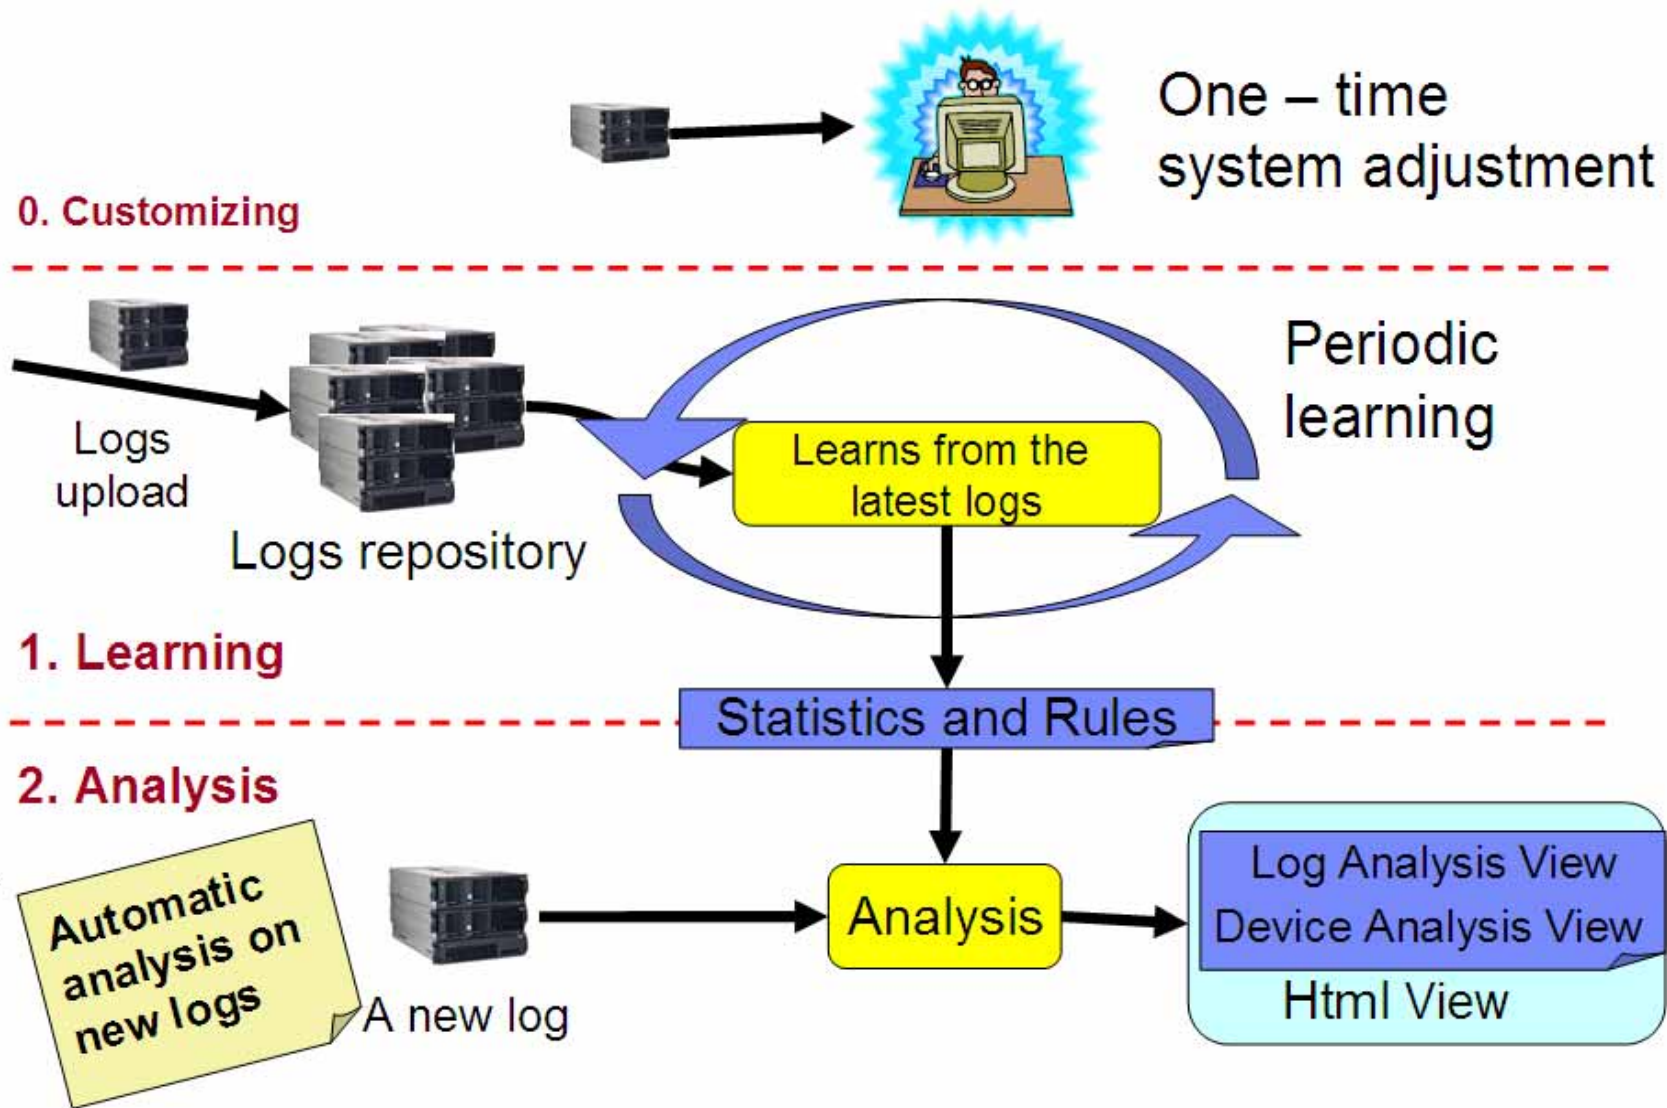 One – time
system adjustment
0. Customizing
Periodic
learning
Logs
upload
Learns from the
latest logs
Logs repository
1. Learning
Statistics and Rules
2. Analysis
Log Analysis View
Device Analysis View
Html View
Automatic
analysis on
new logs
A new log
Analysis